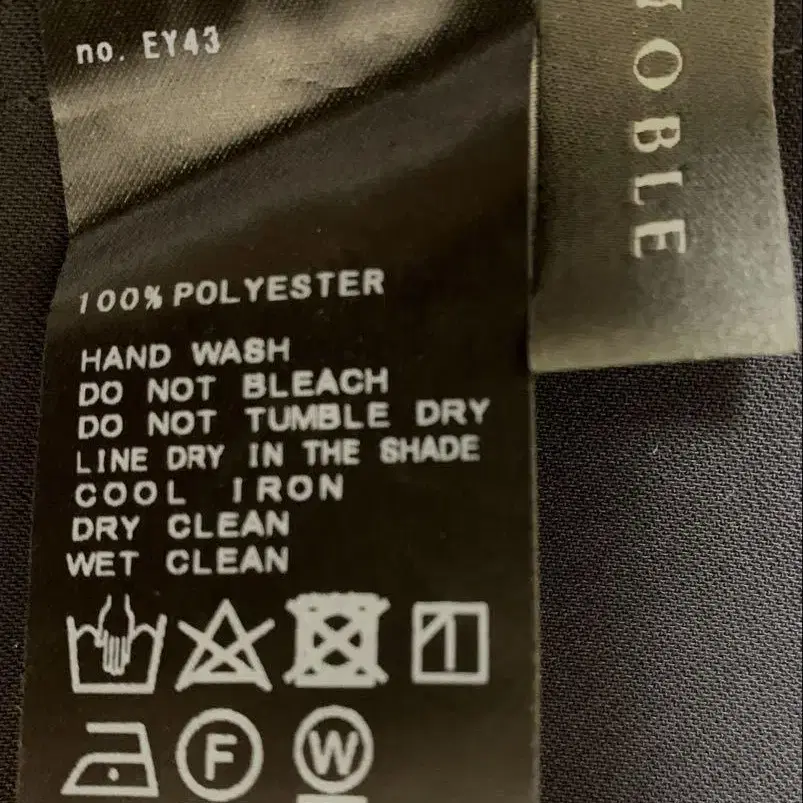 no. EY43
NOBLE
100% POLYESTER
HAND WASH
DO NOT BLEACH
DO NOT TUMBLE DRY
LINE DRY IN THE SHADE
COOL IRON
DRY CLEAN
WET CLEAN
F
W